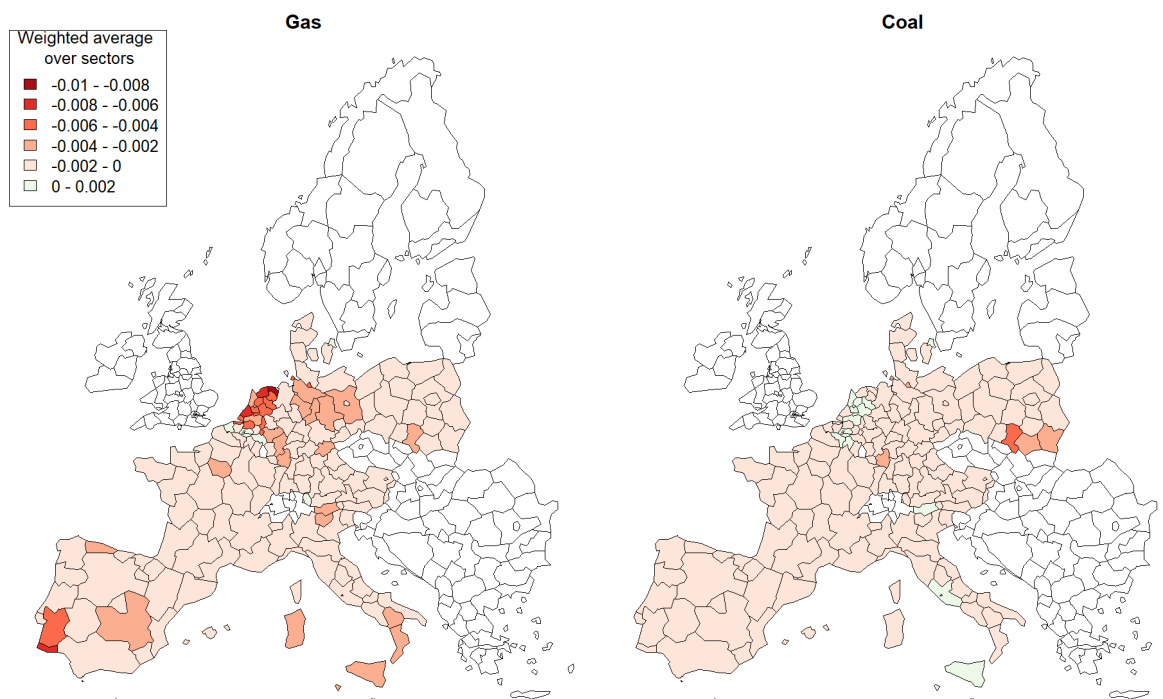 Gas
Coal
Weighted average
over sectors
-0.01 - -0.008
-0.008 - -0.006
-0.006 - -0.004
-0.004 - -0.002
-0.002 - 0
0 - 0.002